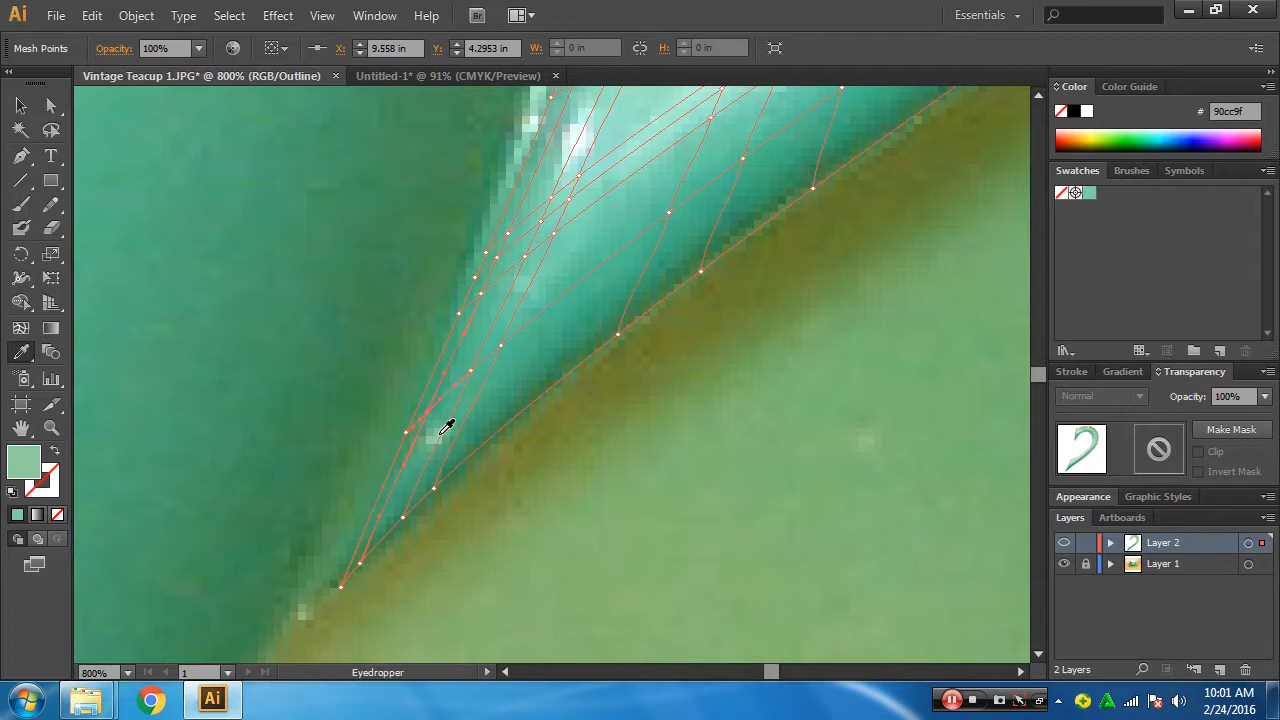 Ai File Edit Object Type Select Effect View Window Help Br Essentials
Mesh Points Opacity: 100% X: 9.558 in Y: 4.2953 in W: 0 in H: 0 in
Vintage Teacup 1.JPG* @ 800% (RGB/Outline) × Untitled-1* @ 91% (CMYK/Preview) ×
Color Color Guide
# 90cc9f
Swatches Brushes Symbols
Stroke Gradient Transparency
Normal Opacity: 100%
Make Mask
Clip
Invert Mask
Appearance Graphic Styles
Layers Artboards
Layer 2
Layer 1
2 Layers
800% 1 Eyedropper
Ai
10:01 AM
2/24/2016